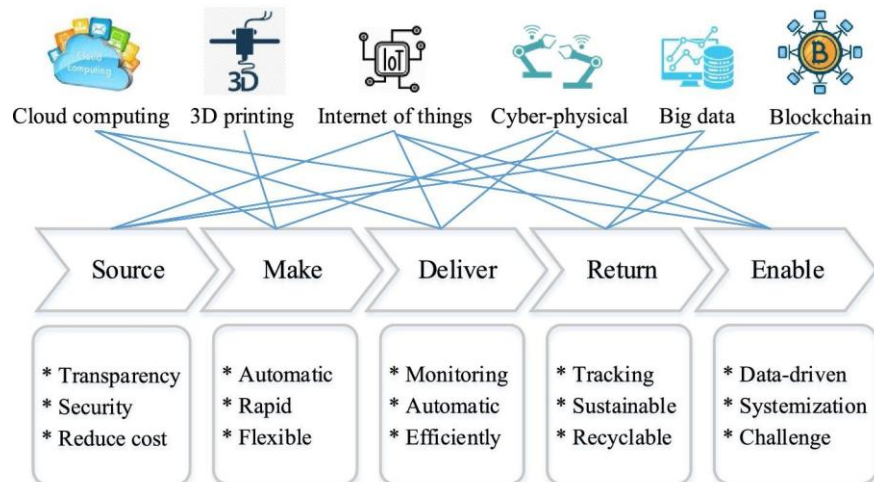 Cloud computing
3D
IoT
B
Cloud computing 3D printing Internet of things Cyber-physical Big data Blockchain
Source Make Deliver Return Enable
* Transparency
* Security
* Reduce cost
* Automatic
* Rapid
* Flexible
* Monitoring
* Automatic
* Efficiently
* Tracking
* Sustainable
* Recyclable
* Data-driven
* Systemization
* Challenge